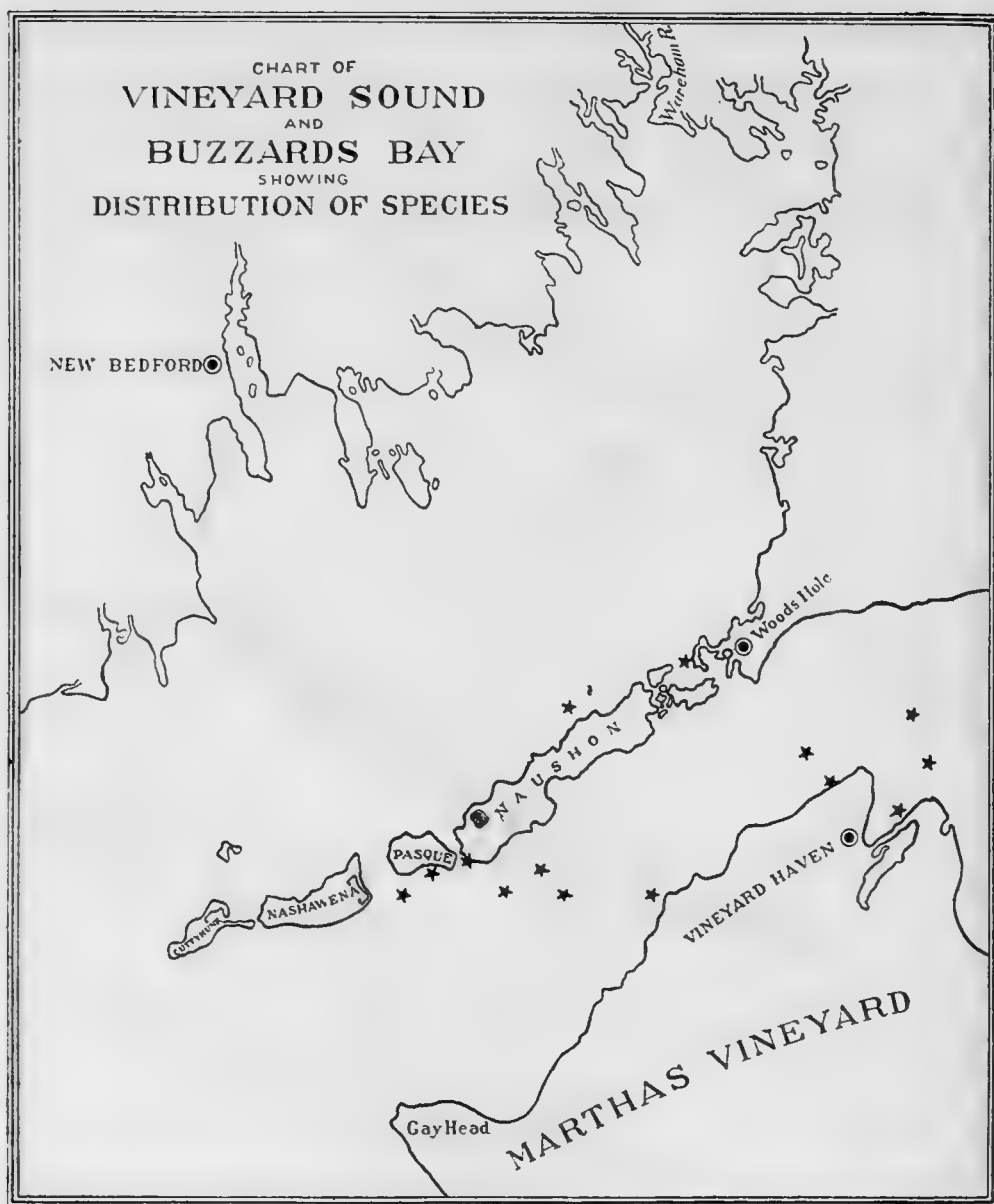 CHART OF
VINEYARD SOUND
AND
BUZZARDS BAY
SHOWING
DISTRIBUTION OF SPECIES
Wareham R.
NEW BEDFORD
Woods Hole
NAUSHON
PASQUE
NASHAWENA
CUTTYHUNK
VINEYARD HAVEN
MARTHAS VINEYARD
Gay Head